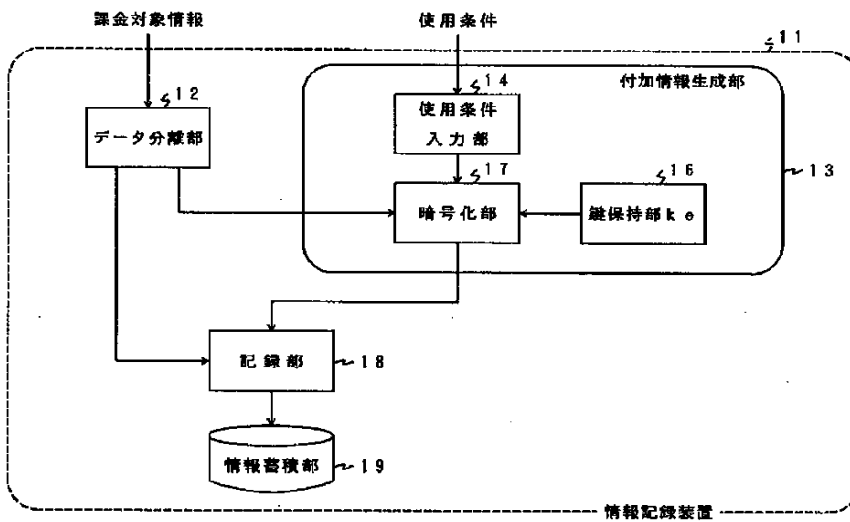 課金対象情報
使用条件
11
付加情報生成部
14
使用条件
入力部
12
データ分離部
17
暗号化部
16
鍵保持部ke
13
記録部
18
情報蓄積部
19
情報記録装置